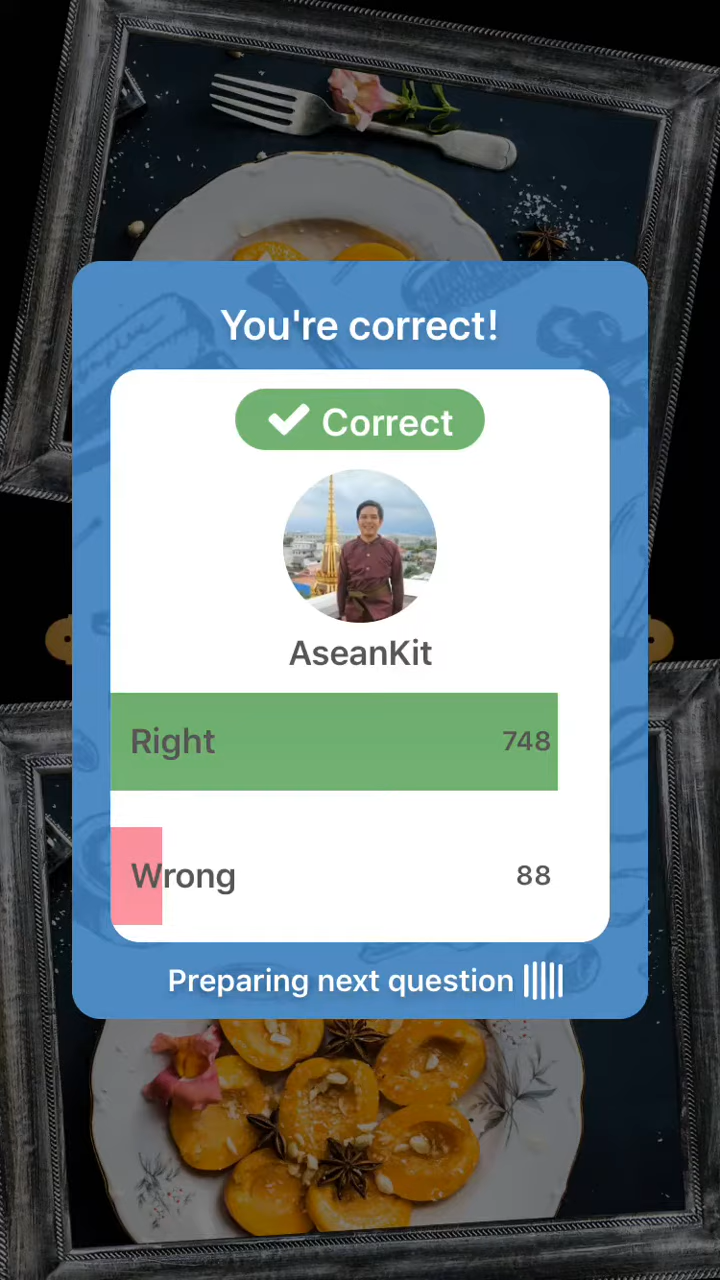 You're correct!
Correct
AseanKit
Right 748
Wrong 88
Preparing next question